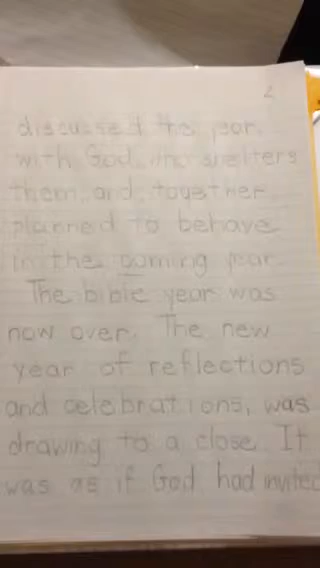 2
discussed the year
with God, who shelters
them, and, together
planned to behave
in the coming year.
The bible year was
now over. The new
year of reflections
and celebrations, was
drawing to a close. It
was as if God had invited